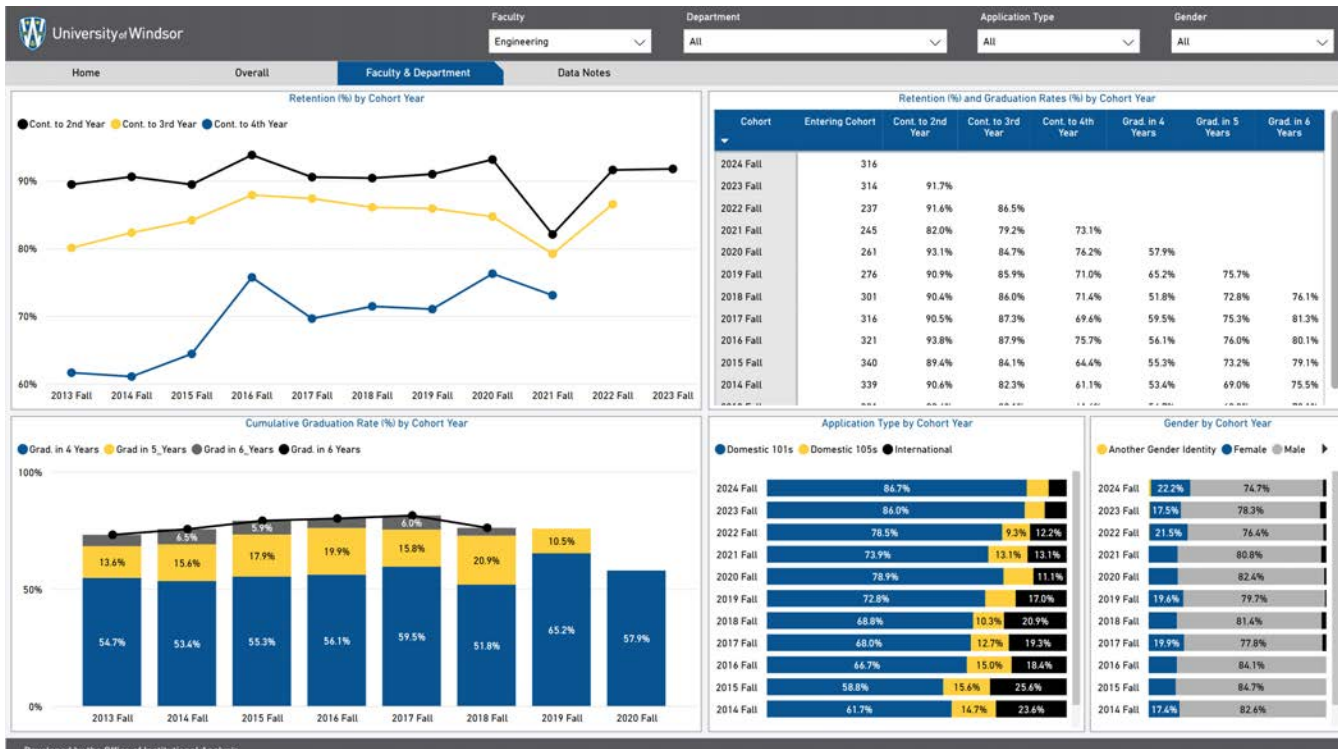 University of Windsor
Faculty
Department
Application Type
Gender
Engineering
All
All
All
Home
Overall
Faculty & Department
Data Notes
Retention (%) by Cohort Year
Cont. to 2nd Year Cont. to 3rd Year Cont. to 4th Year
90%
80%
70%
60%
2013 Fall 2014 Fall 2015 Fall 2016 Fall 2017 Fall 2018 Fall 2019 Fall 2020 Fall 2021 Fall 2022 Fall 2023 Fall
Retention (%) and Graduation Rates (%) by Cohort Year
Cohort Entering Cohort Cont. to 2nd Year Cont. to 3rd Year Cont. to 4th Year Grad. in 4 Years Grad. in 5 Years Grad. in 6 Years
2024 Fall 316
2023 Fall 314 91.7%
2022 Fall 237 91.6% 86.5%
2021 Fall 245 82.0% 79.2% 73.1%
2020 Fall 261 93.1% 84.7% 76.2% 57.9%
2019 Fall 276 90.9% 85.9% 71.0% 65.2% 75.7%
2018 Fall 301 90.4% 86.0% 71.4% 51.8% 72.8% 76.1%
2017 Fall 316 90.5% 87.3% 69.6% 59.5% 75.3% 81.3%
2016 Fall 321 93.8% 87.9% 75.7% 56.1% 76.0% 80.1%
2015 Fall 340 89.4% 84.1% 64.4% 55.3% 73.2% 79.1%
2014 Fall 339 90.6% 82.3% 61.1% 53.4% 69.0% 75.5%
Cumulative Graduation Rate (%) by Cohort Year
Grad. in 4 Years Grad in 5_Years Grad in 6_Years Grad. in 6 Years
100%
50%
0%
6.5% 5.9% 6.0%
13.6% 15.6% 17.9% 19.9% 15.8% 20.9% 10.5%
54.7% 53.4% 55.3% 56.1% 59.5% 51.8% 65.2% 57.9%
2013 Fall 2014 Fall 2015 Fall 2016 Fall 2017 Fall 2018 Fall 2019 Fall 2020 Fall
Application Type by Cohort Year
Domestic 101s Domestic 105s International
2024 Fall 86.7%
2023 Fall 86.0%
2022 Fall 78.5% 9.3% 12.2%
2021 Fall 73.9% 13.1% 13.1%
2020 Fall 78.9% 11.1%
2019 Fall 72.8% 17.0%
2018 Fall 68.8% 10.3% 20.9%
2017 Fall 68.0% 12.7% 19.3%
2016 Fall 66.7% 15.0% 18.4%
2015 Fall 58.8% 15.6% 25.6%
2014 Fall 61.7% 14.7% 23.6%
Gender by Cohort Year
Another Gender Identity Female Male
2024 Fall 22.2% 74.7%
2023 Fall 17.5% 78.3%
2022 Fall 21.5% 76.4%
2021 Fall 80.8%
2020 Fall 82.4%
2019 Fall 19.6% 79.7%
2018 Fall 81.4%
2017 Fall 19.9% 77.8%
2016 Fall 84.1%
2015 Fall 84.7%
2014 Fall 17.4% 82.6%